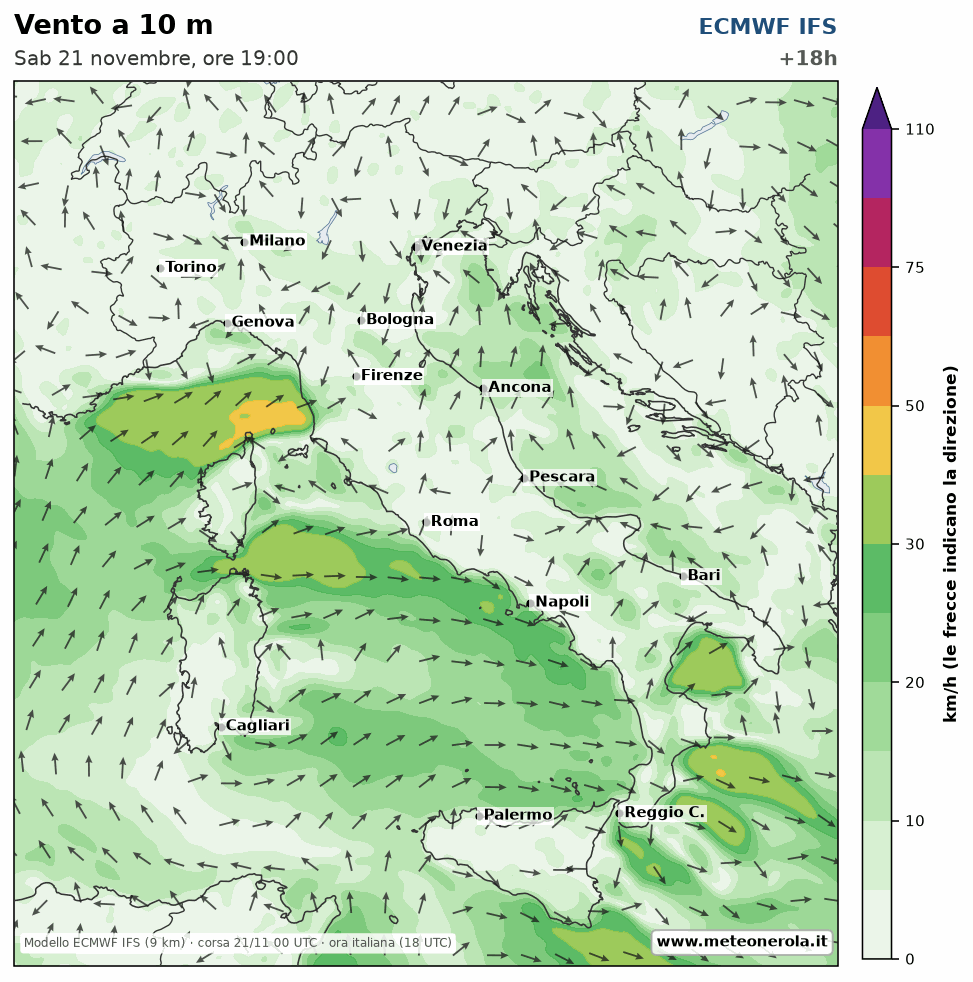 Vento a 10 m
ECMWF IFS
Sab 21 novembre, ore 19:00
+18h
Milano
Venezia
Torino
Genova
Bologna
Firenze
Ancona
Pescara
Roma
Bari
Napoli
Cagliari
Palermo
Reggio C.
110
75
50
30
20
10
0
km/h (le frecce indicano la direzione)
Modello ECMWF IFS (9 km) · corsa 21/11 00 UTC · ora italiana (18 UTC)
www.meteonerola.it